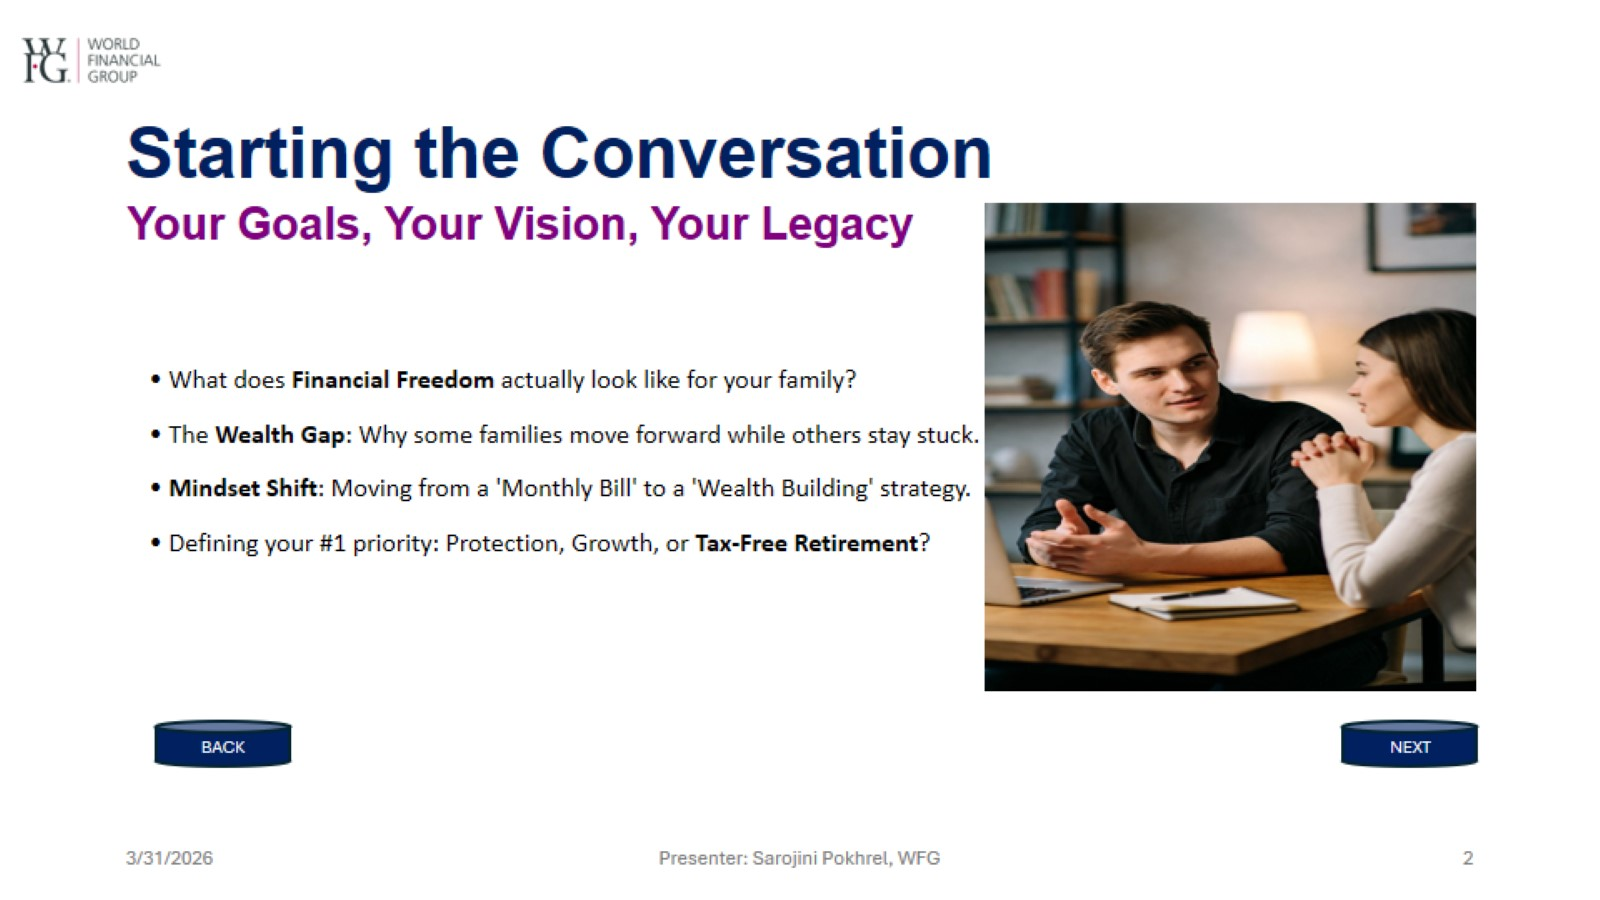 WFG
WORLD
FINANCIAL
GROUP
Starting the Conversation
Your Goals, Your Vision, Your Legacy
• What does Financial Freedom actually look like for your family?
• The Wealth Gap: Why some families move forward while others stay stuck.
• Mindset Shift: Moving from a 'Monthly Bill' to a 'Wealth Building' strategy.
• Defining your #1 priority: Protection, Growth, or Tax-Free Retirement?
BACK
NEXT
3/31/2026
Presenter: Sarojini Pokhrel, WFG
2